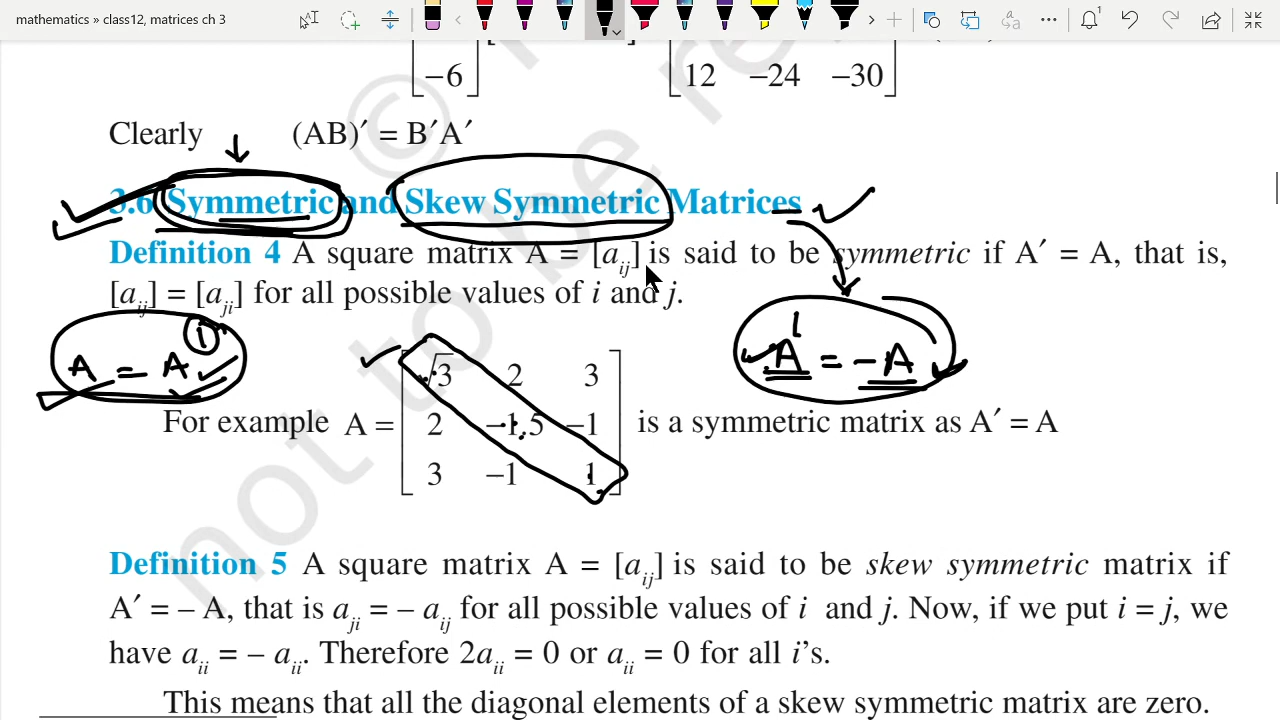 mathematics » class12, matrices ch 3
−6
12 −24 −30
Clearly (AB)′ = B′A′
3.6 Symmetric and Skew Symmetric Matrices
Definition 4 A square matrix A = [aij] is said to be symmetric if A′ = A, that is,
[aij] = [aji] for all possible values of i and j.
A = A′
A′ = −A
√3 2 3
For example A = 2 −1.5 −1 is a symmetric matrix as A′ = A
3 −1 1
Definition 5 A square matrix A = [aij] is said to be skew symmetric matrix if
A′ = − A, that is aji = − aij for all possible values of i and j. Now, if we put i = j, we
have aii = − aii. Therefore 2aii = 0 or aii = 0 for all i’s.
This means that all the diagonal elements of a skew symmetric matrix are zero.
©
not to be re